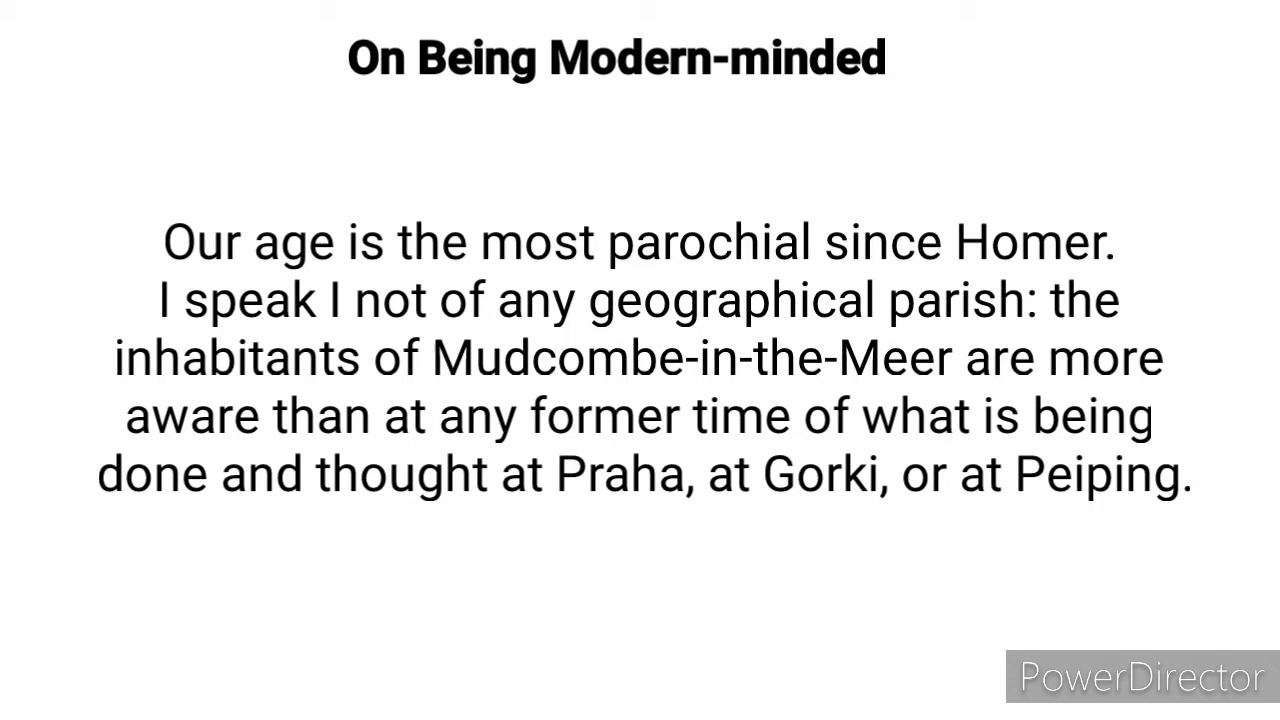 On Being Modern-minded
Our age is the most parochial since Homer.
I speak I not of any geographical parish: the
inhabitants of Mudcombe-in-the-Meer are more
aware than at any former time of what is being
done and thought at Praha, at Gorki, or at Peiping.
PowerDirector